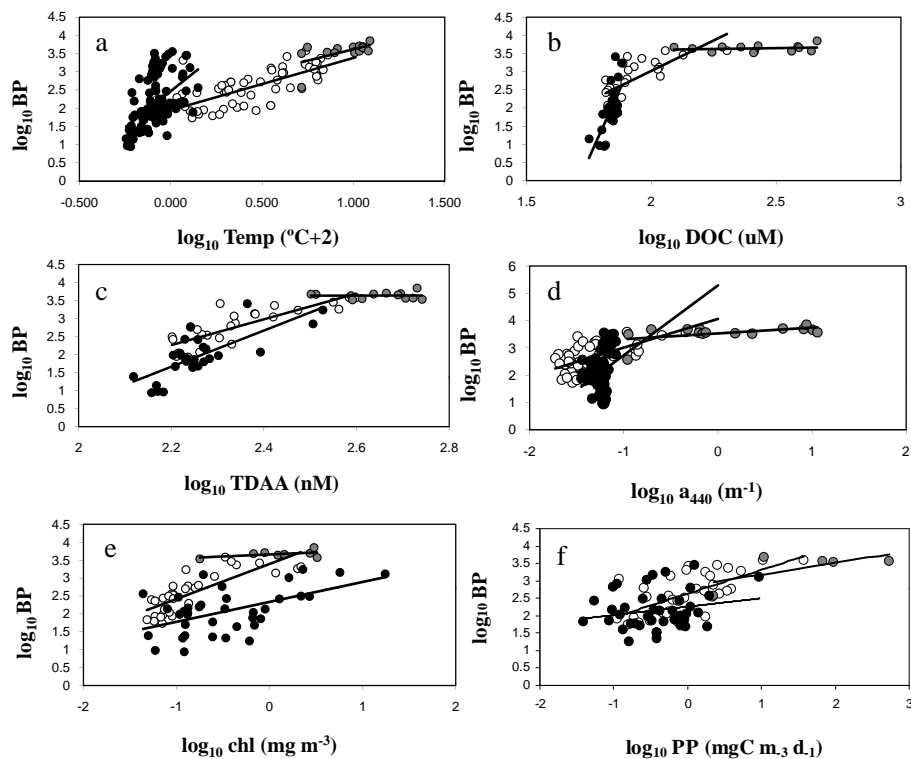 a
log₁₀ BP
4.5
4
3.5
3
2.5
2
1.5
1
0.5
0
-0.500 0.000 0.500 1.000 1.500
log₁₀ Temp (°C+2)
b
log₁₀ BP
4.5
4
3.5
3
2.5
2
1.5
1
0.5
0
1.5 2 2.5 3
log₁₀ DOC (uM)
c
log₁₀ BP
4.5
4
3.5
3
2.5
2
1.5
1
0.5
0
2 2.2 2.4 2.6 2.8
log₁₀ TDAA (nM)
d
log₁₀ BP
6
5
4
3
2
1
0
-2 -1 0 1 2
log₁₀ a₄₄₀ (m⁻¹)
e
log₁₀ BP
4.5
4
3.5
3
2.5
2
1.5
1
0.5
0
-2 -1 0 1 2
log₁₀ chl (mg m⁻³)
f
log₁₀ BP
4.5
4
3.5
3
2.5
2
1.5
1
0.5
0
-2 -1 0 1 2 3
log₁₀ PP (mgC m₋₃ d₋₁)